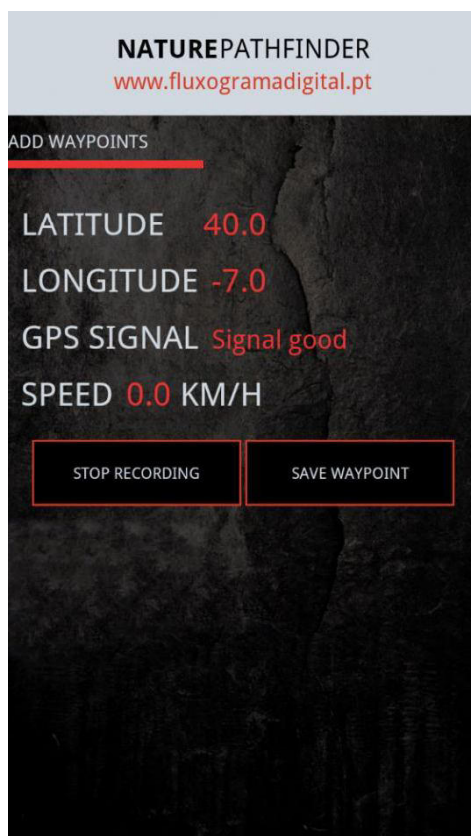 NATUREPATHFINDER
www.fluxogramadigital.pt
ADD WAYPOINTS
LATITUDE 40.0
LONGITUDE -7.0
GPS SIGNAL Signal good
SPEED 0.0 KM/H
STOP RECORDING SAVE WAYPOINT